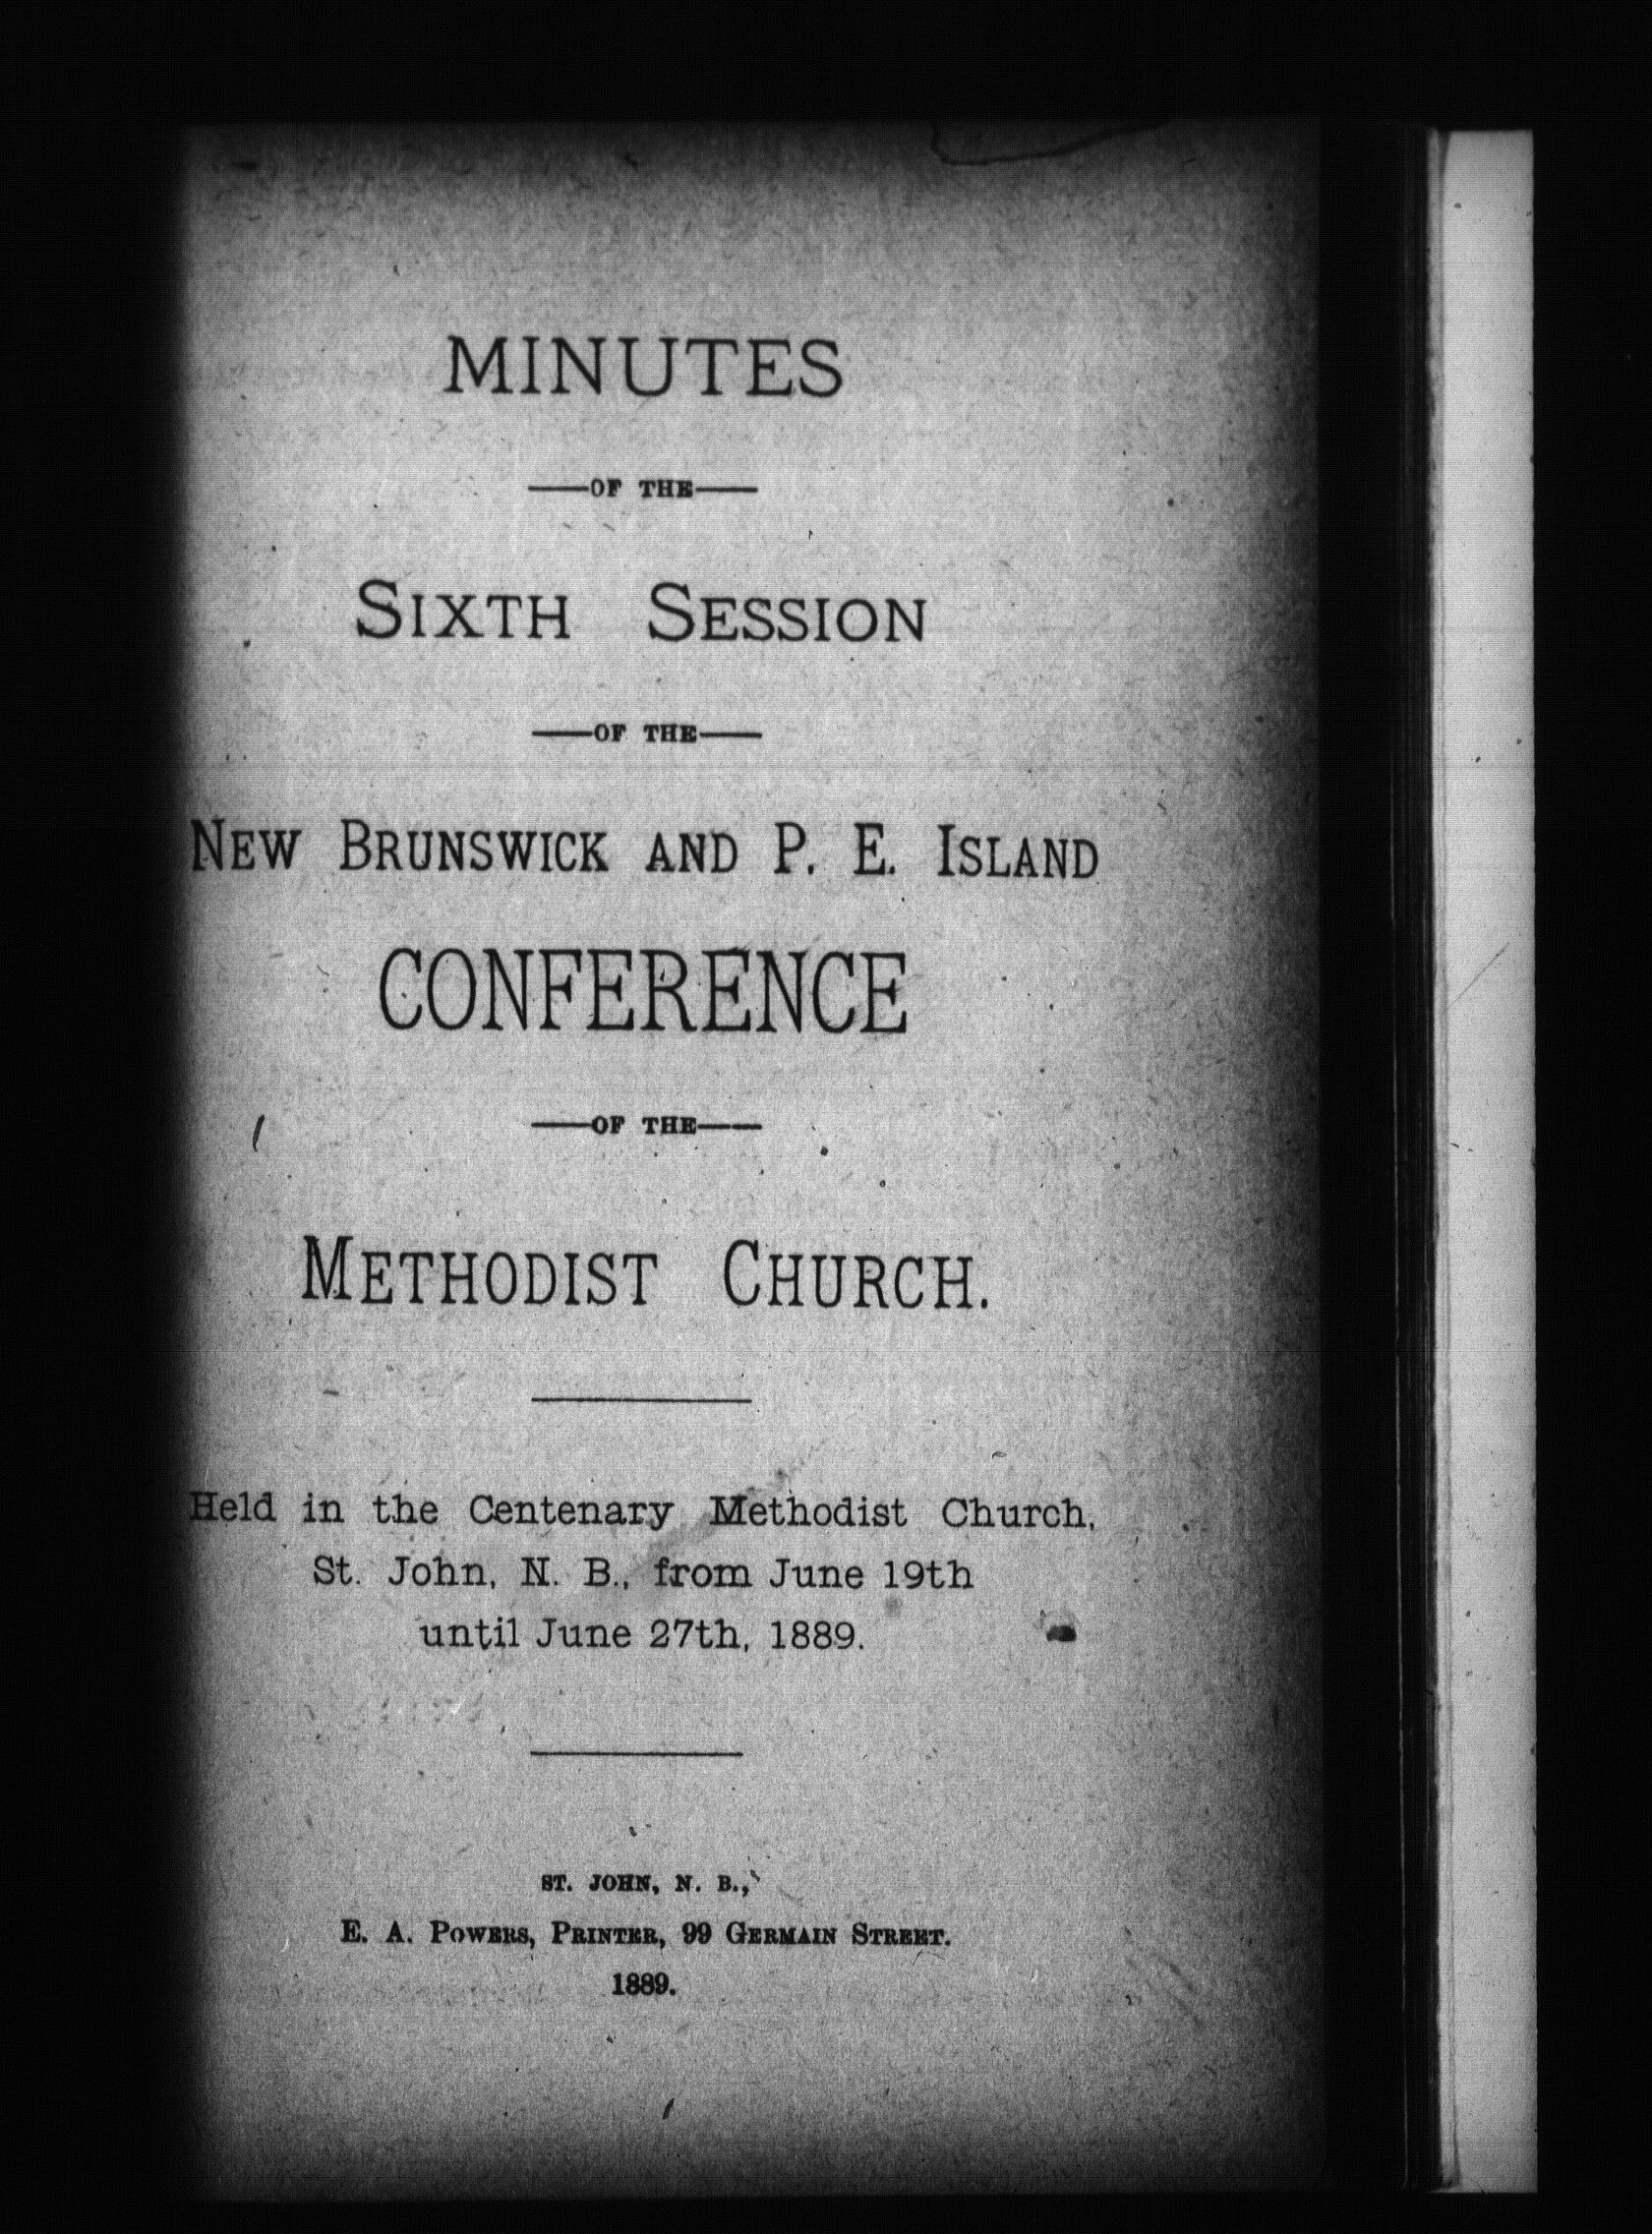 MINUTES
—OF THE—
SIXTH SESSION
—OF THE—
NEW BRUNSWICK AND P. E. ISLAND
CONFERENCE
—OF THE—
METHODIST CHURCH.
Held in the Centenary Methodist Church,
St. John, N. B., from June 19th
until June 27th, 1889.
ST. JOHN, N. B.,
E. A. POWERS, PRINTER, 99 GERMAIN STREET.
1889.